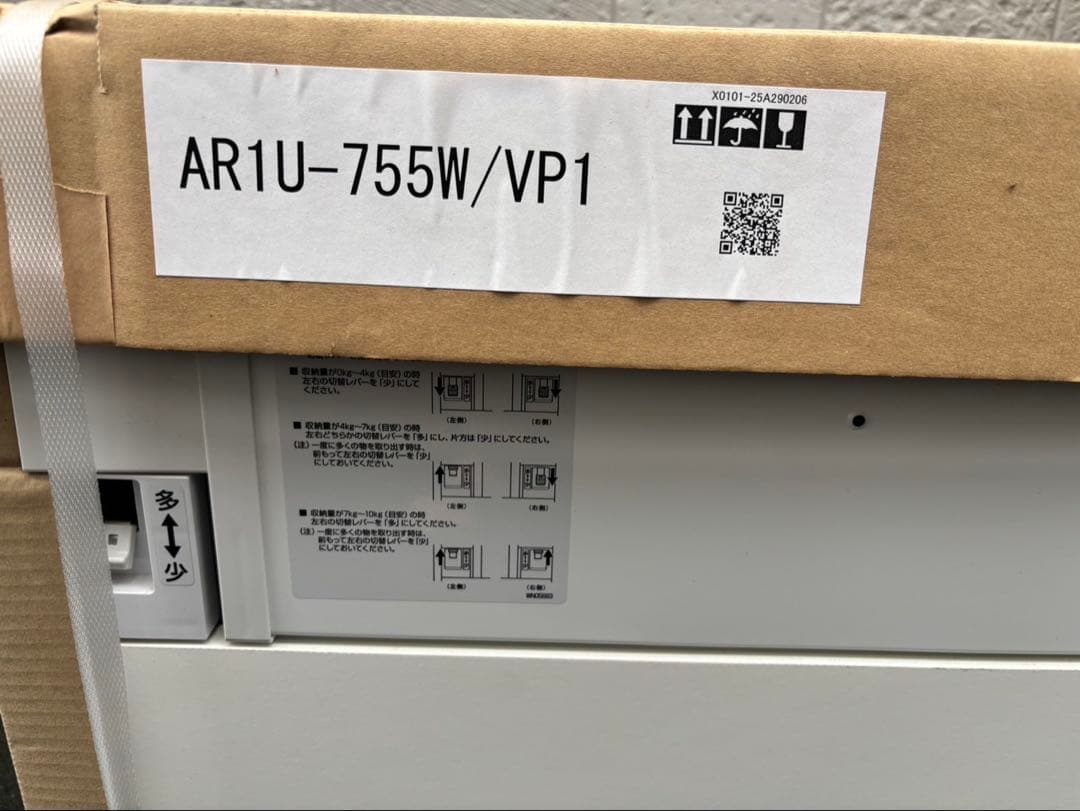 X0101-25A290206
AR1U-755W/VP1
■ 収納量が0kg～4kg(目安)の時
左右の切替レバーを「少」にして
ください。
(左側) (右側)
■ 収納量が4kg～7kg(目安)の時
左右どちらかの切替レバーを「多」にし、片方は「少」にしてください。
(注)一度に多くの物を取り出す時は、
前もって左右の切替レバーを「少」
にしておいてください。
(左側) (右側)
■ 収納量が7kg～10kg(目安)の時
左右の切替レバーを「多」にしてください。
(注)一度に多くの物を取り出す時は、
前もって左右の切替レバーを「少」
にしておいてください。
(左側) (右側)
多
少